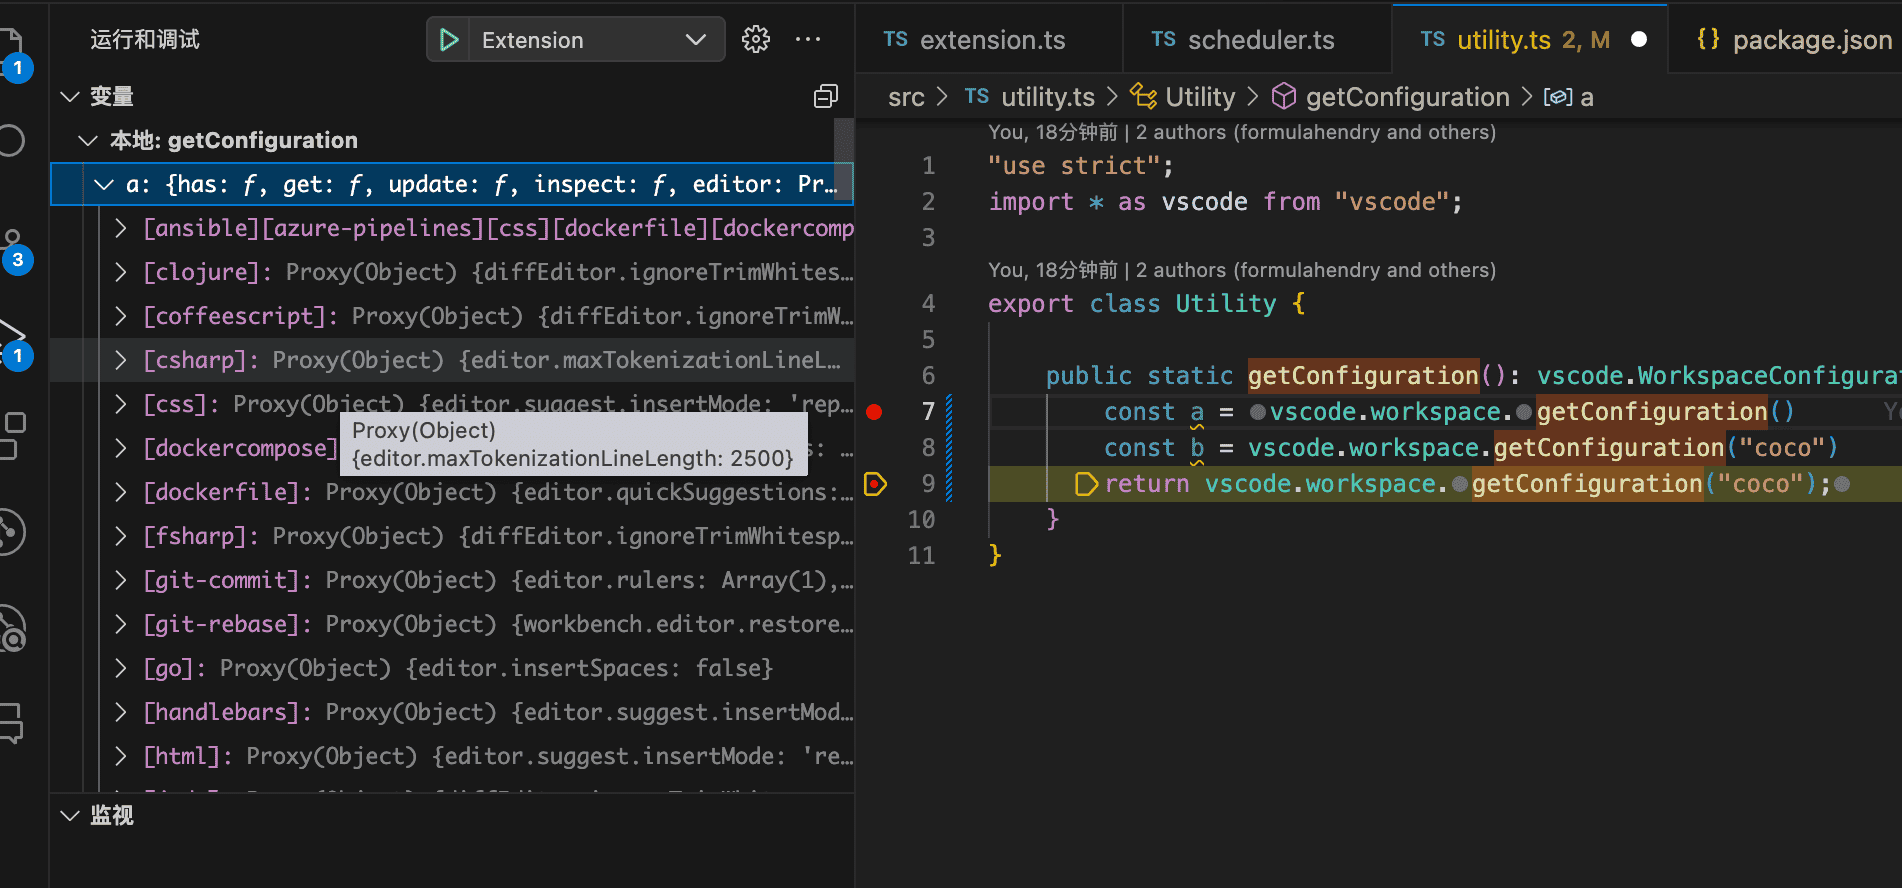 运行和调试
Extension
变量
本地: getConfiguration
a: {has: ƒ, get: ƒ, update: ƒ, inspect: ƒ, editor: Pr…
[ansible][azure-pipelines][css][dockerfile][dockercomp
[clojure]: Proxy(Object) {diffEditor.ignoreTrimWhites…
[coffeescript]: Proxy(Object) {diffEditor.ignoreTrimW…
[csharp]: Proxy(Object) {editor.maxTokenizationLineL…
[css]: Proxy(Object) {editor.suggest.insertMode: 'rep…
[dockercompose]
Proxy(Object)
{editor.maxTokenizationLineLength: 2500}
[dockerfile]: Proxy(Object) {editor.quickSuggestions:…
[fsharp]: Proxy(Object) {diffEditor.ignoreTrimWhitesp…
[git-commit]: Proxy(Object) {editor.rulers: Array(1),…
[git-rebase]: Proxy(Object) {workbench.editor.restore…
[go]: Proxy(Object) {editor.insertSpaces: false}
[handlebars]: Proxy(Object) {editor.suggest.insertMod…
[html]: Proxy(Object) {editor.suggest.insertMode: 're…
监视
1
3
1
TS extension.ts
TS scheduler.ts
TS utility.ts 2, M
{} package.json
src > TS utility.ts > Utility > getConfiguration > a
You, 18分钟前 | 2 authors (formulahendry and others)
1 "use strict";
2 import * as vscode from "vscode";
3
You, 18分钟前 | 2 authors (formulahendry and others)
4 export class Utility {
5
6 public static getConfiguration(): vscode.WorkspaceConfigura
7 const a = vscode.workspace.getConfiguration()
8 const b = vscode.workspace.getConfiguration("coco")
9 return vscode.workspace.getConfiguration("coco");
10 }
11 }